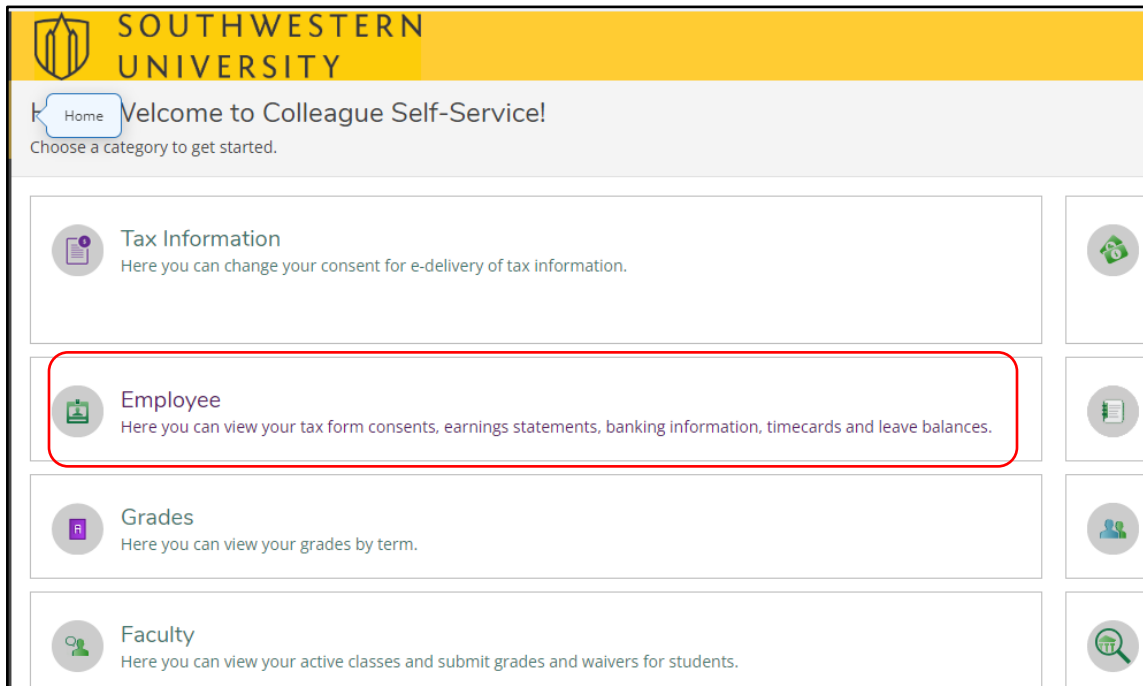 SOUTHWESTERN
UNIVERSITY
Home
Welcome to Colleague Self-Service!
Choose a category to get started.
Tax Information
Here you can change your consent for e-delivery of tax information.
Employee
Here you can view your tax form consents, earnings statements, banking information, timecards and leave balances.
Grades
Here you can view your grades by term.
Faculty
Here you can view your active classes and submit grades and waivers for students.